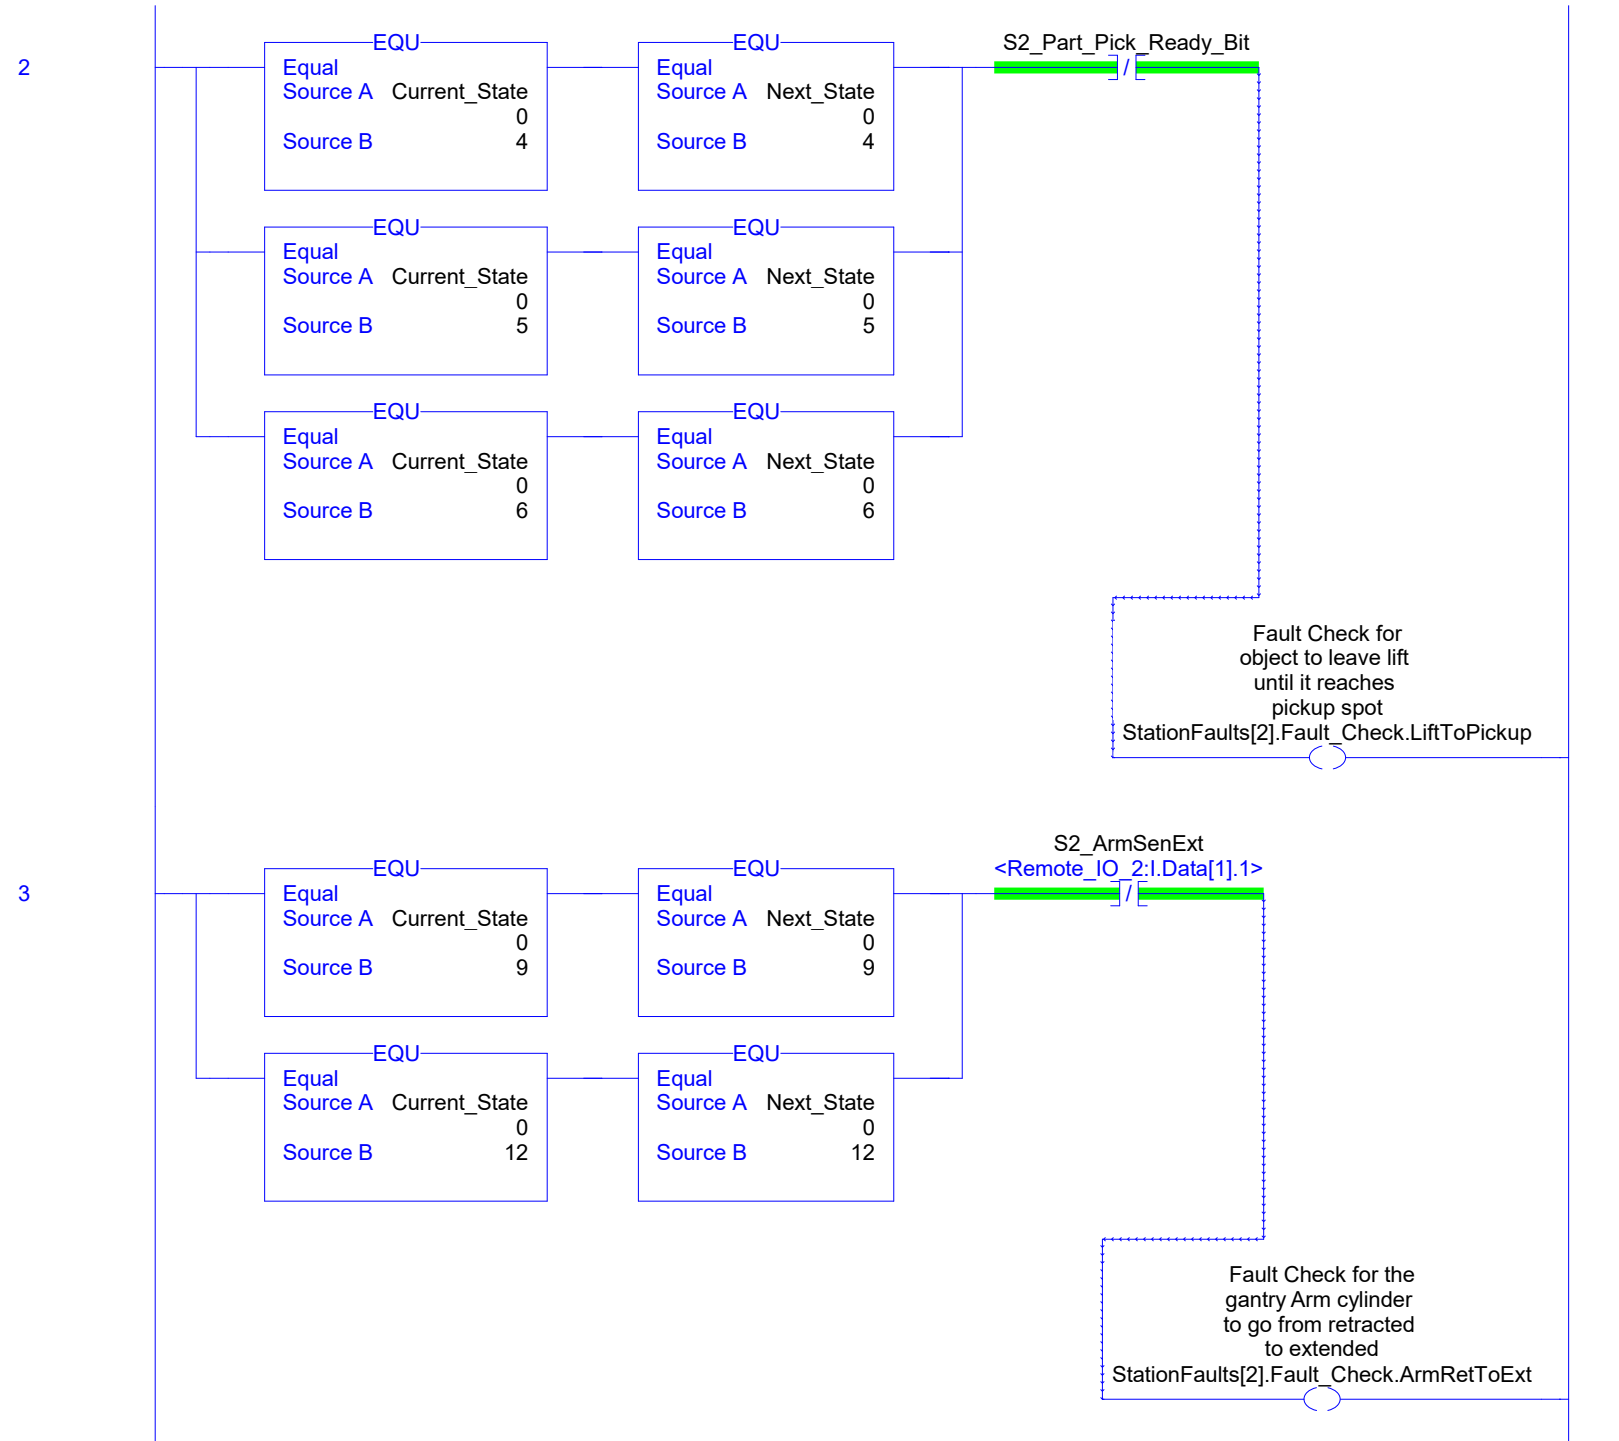 2
EQU
Equal
Source A Current_State
0
Source B 4
EQU
Equal
Source A Next_State
0
Source B 4
S2_Part_Pick_Ready_Bit
/
EQU
Equal
Source A Current_State
0
Source B 5
EQU
Equal
Source A Next_State
0
Source B 5
EQU
Equal
Source A Current_State
0
Source B 6
EQU
Equal
Source A Next_State
0
Source B 6
Fault Check for
object to leave lift
until it reaches
pickup spot
StationFaults[2].Fault_Check.LiftToPickup
3
EQU
Equal
Source A Current_State
0
Source B 9
EQU
Equal
Source A Next_State
0
Source B 9
S2_ArmSenExt
<Remote_IO_2:I.Data[1].1>
/
EQU
Equal
Source A Current_State
0
Source B 12
EQU
Equal
Source A Next_State
0
Source B 12
Fault Check for the
gantry Arm cylinder
to go from retracted
to extended
StationFaults[2].Fault_Check.ArmRetToExt